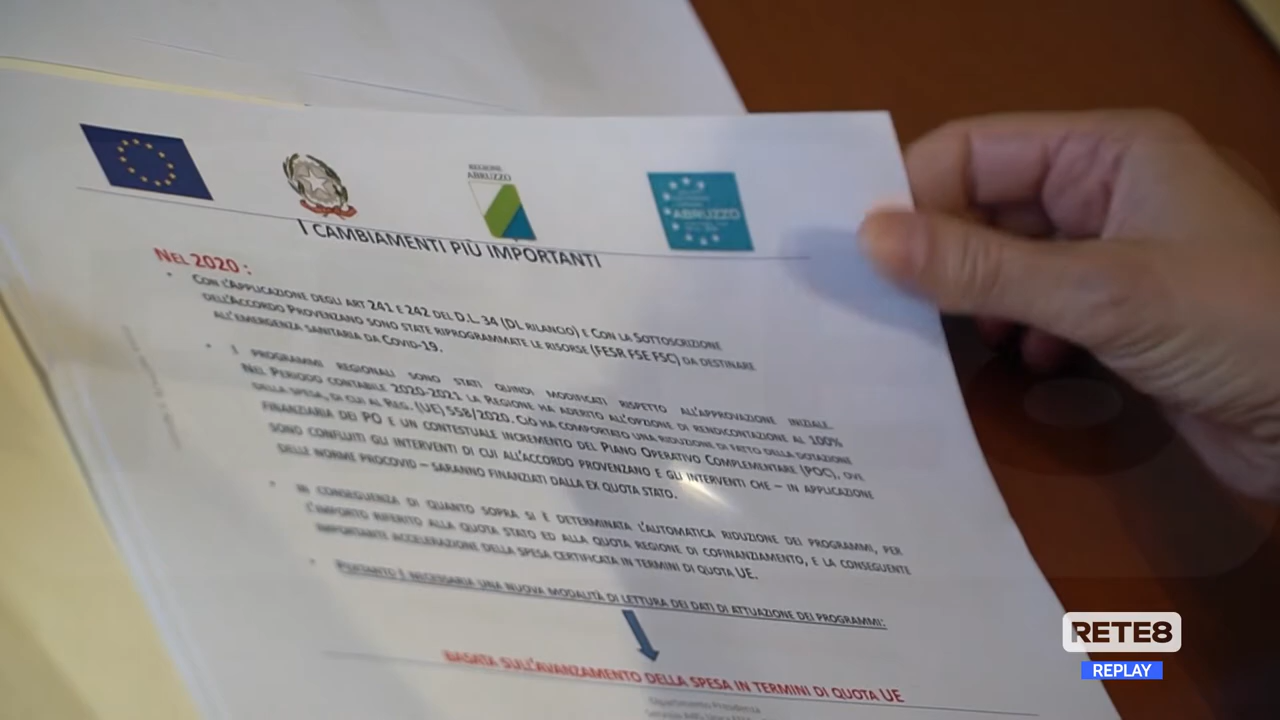 REGIONE
ABRUZZO
ABRUZZO
I CAMBIAMENTI PIÙ IMPORTANTI
NEL 2020 :
• CON L'APPLICAZIONE DEGLI ART 241 E 242 DEL D.L. 34 (DL RILANCIO) E CON LA SOTTOSCRIZIONE
DELL'ACCORDO PROVENZANO SONO STATE RIPROGRAMMATE LE RISORSE (FESR FSE FSC) DA DESTINARE
ALL'EMERGENZA SANITARIA DA COVID-19.
• I PROGRAMMI REGIONALI SONO STATI QUINDI MODIFICATI RISPETTO ALL'APPROVAZIONE INIZIALE.
NEL PERIODO CONTABILE 2020-2021 LA REGIONE HA ADERITO ALL'OPZIONE DI RENDICONTAZIONE AL 100%
DELLA SPESA, DI CUI AL REG. (UE) 558/2020. CIÒ HA COMPORTATO UNA RIDUZIONE DI FATTO DELLA DOTAZIONE
FINANZIARIA DEI PO E UN CONTESTUALE INCREMENTO DEL PIANO OPERATIVO COMPLEMENTARE (POC), OVE
SONO CONFLUITI GLI INTERVENTI DI CUI ALL'ACCORDO PROVENZANO E GLI INTERVENTI CHE – IN APPLICAZIONE
DELLE NORME PROCOVID – SARANNO FINANZIATI DALLA EX QUOTA STATO.
• IN CONSEGUENZA DI QUANTO SOPRA SI È DETERMINATA L'AUTOMATICA RIDUZIONE DEI PROGRAMMI, PER
L'IMPORTO RIFERITO ALLA QUOTA STATO ED ALLA QUOTA REGIONE DI COFINANZIAMENTO, E LA CONSEGUENTE
IMPORTANTE ACCELERAZIONE DELLA SPESA CERTIFICATA IN TERMINI DI QUOTA UE.
• PERTANTO È NECESSARIA UNA NUOVA MODALITÀ DI LETTURA DEI DATI DI ATTUAZIONE DEI PROGRAMMI:
BASATA SULL'AVANZAMENTO DELLA SPESA IN TERMINI DI QUOTA UE
Dipartimento Presidenza
RETE8
REPLAY